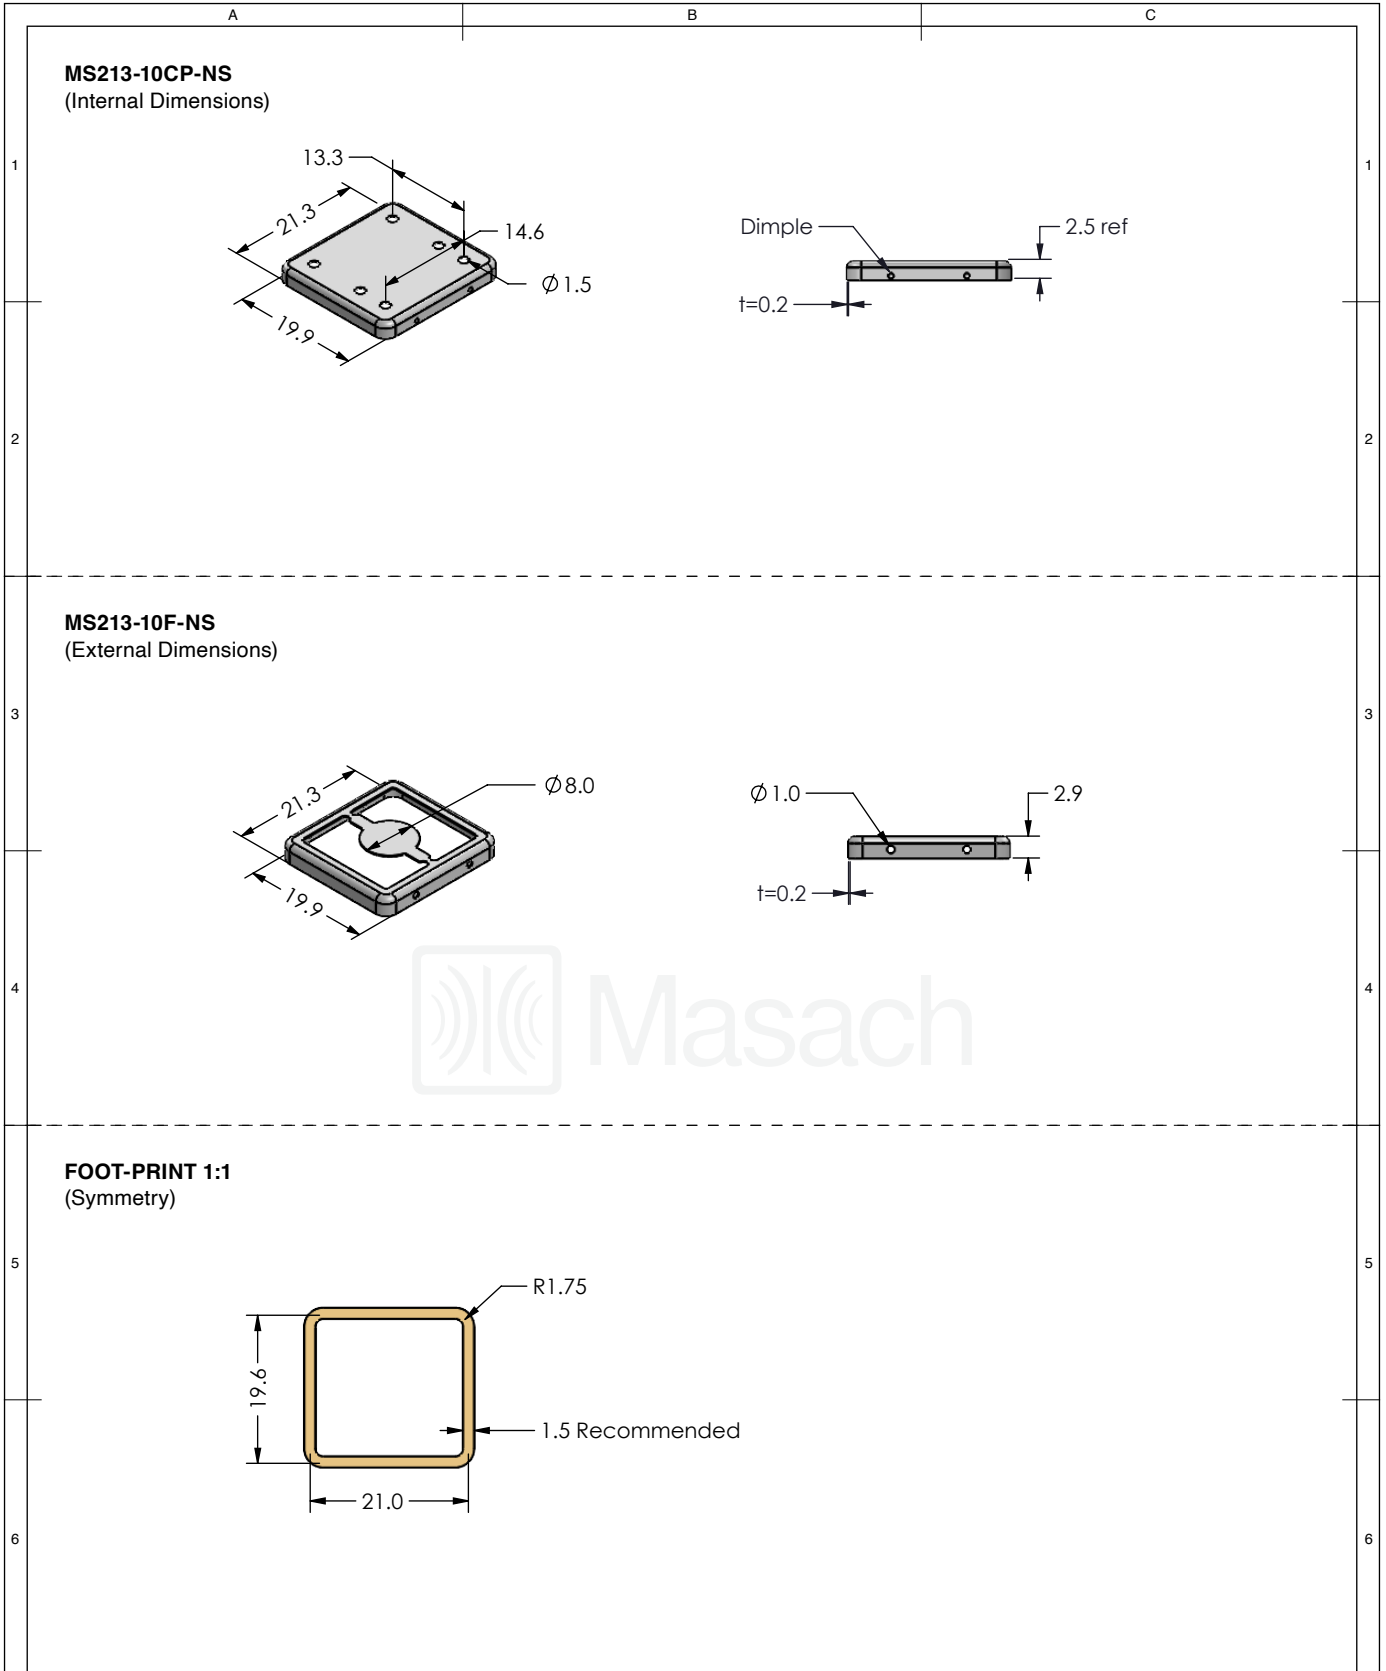 A B C
MS213-10CP-NS
(Internal Dimensions)
1 1
13.3
21.3
14.6
Ø1.5
19.9
Dimple
2.5 ref
t=0.2
2 2
MS213-10F-NS
(External Dimensions)
3 3
21.3
Ø8.0
19.9
Ø1.0
2.9
t=0.2
Masach
4 4
FOOT-PRINT 1:1
(Symmetry)
5 5
R1.75
19.6
1.5 Recommended
21.0
6 6